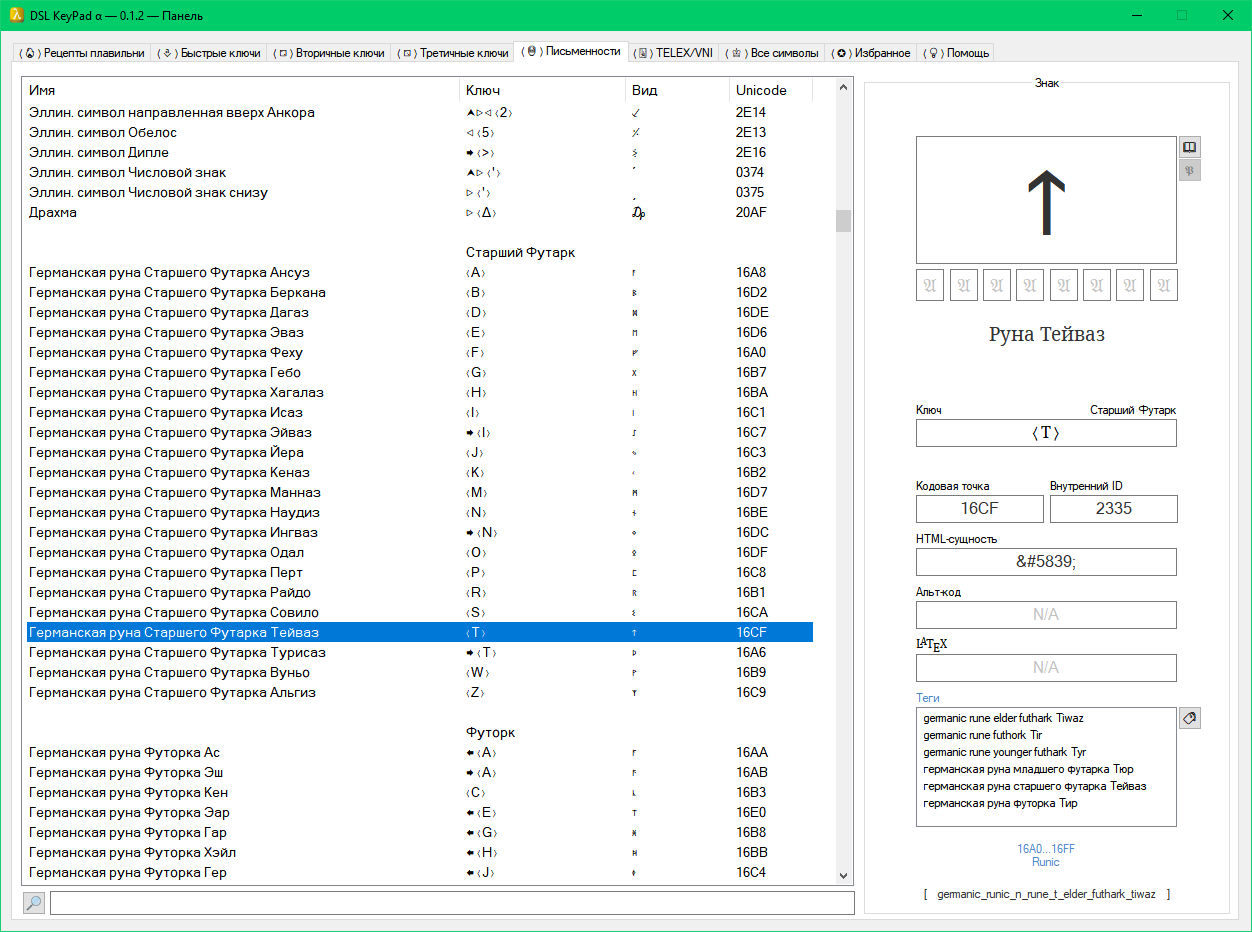 DSL KeyPad α — 0.1.2 — Панель
Рецепты плавильни Быстрые ключи Вторичные ключи Третичные ключи Письменности TELEX/VNI Все символы Избранное Помощь
Имя Ключ Вид Unicode
Эллин. символ направленная вверх Анкора ⮝▷◁⟨2⟩ ⸔ 2E14
Эллин. символ Обелос ◁⟨5⟩ ⸓ 2E13
Эллин. символ Дипле 🠶⟨>⟩ ⸖ 2E16
Эллин. символ Числовой знак ⮝▷⟨'⟩ ʹ 0374
Эллин. символ Числовой знак снизу ▷⟨'⟩ ͵ 0375
Драхма ▷⟨Δ⟩ ₯ 20AF
Старший Футарк
Германская руна Старшего Футарка Ансуз ⟨A⟩ ᚨ 16A8
Германская руна Старшего Футарка Беркана ⟨B⟩ ᛒ 16D2
Германская руна Старшего Футарка Дагаз ⟨D⟩ ᛞ 16DE
Германская руна Старшего Футарка Эваз ⟨E⟩ ᛖ 16D6
Германская руна Старшего Футарка Феху ⟨F⟩ ᚠ 16A0
Германская руна Старшего Футарка Гебо ⟨G⟩ ᚷ 16B7
Германская руна Старшего Футарка Хагалаз ⟨H⟩ ᚺ 16BA
Германская руна Старшего Футарка Исаз ⟨I⟩ ᛁ 16C1
Германская руна Старшего Футарка Эйваз 🠶⟨I⟩ ᛇ 16C7
Германская руна Старшего Футарка Йера ⟨J⟩ ᛃ 16C3
Германская руна Старшего Футарка Кеназ ⟨K⟩ ᚲ 16B2
Германская руна Старшего Футарка Манназ ⟨M⟩ ᛗ 16D7
Германская руна Старшего Футарка Наудиз ⟨N⟩ ᚾ 16BE
Германская руна Старшего Футарка Ингваз 🠶⟨N⟩ ᛜ 16DC
Германская руна Старшего Футарка Одал ⟨O⟩ ᛟ 16DF
Германская руна Старшего Футарка Перт ⟨P⟩ ᛈ 16C8
Германская руна Старшего Футарка Райдо ⟨R⟩ ᚱ 16B1
Германская руна Старшего Футарка Совило ⟨S⟩ ᛊ 16CA
Германская руна Старшего Футарка Тейваз ⟨T⟩ ᛏ 16CF
Германская руна Старшего Футарка Турисаз 🠶⟨T⟩ ᚦ 16A6
Германская руна Старшего Футарка Вуньо ⟨W⟩ ᚹ 16B9
Германская руна Старшего Футарка Альгиз ⟨Z⟩ ᛉ 16C9
Футорк
Германская руна Футорка Ас 🠴⟨A⟩ ᚪ 16AA
Германская руна Футорка Эш 🠶⟨A⟩ ᚫ 16AB
Германская руна Футорка Кен ⟨C⟩ ᚳ 16B3
Германская руна Футорка Эар 🠴⟨E⟩ ᛠ 16E0
Германская руна Футорка Гар 🠴⟨G⟩ ᚸ 16B8
Германская руна Футорка Хэйл 🠴⟨H⟩ ᚻ 16BB
Германская руна Футорка Гер 🠴⟨J⟩ ᛄ 16C4
Знак
ᛏ
𝔄 𝔄 𝔄 𝔄 𝔄 𝔄 𝔄 𝔄
Руна Тейваз
Ключ Старший Футарк
⟨T⟩
Кодовая точка Внутренний ID
16CF 2335
HTML-сущность
&#5839;
Альт-код
N/A
LATEX
N/A
Теги
germanic rune elder futhark Tiwaz
germanic rune futhork Tir
germanic rune younger futhark Tyr
германская руна младшего футарка Тюр
германская руна старшего футарка Тейваз
германская руна футорка Тир
16A0...16FF
Runic
[ germanic_runic_n_rune_t_elder_futhark_tiwaz ]